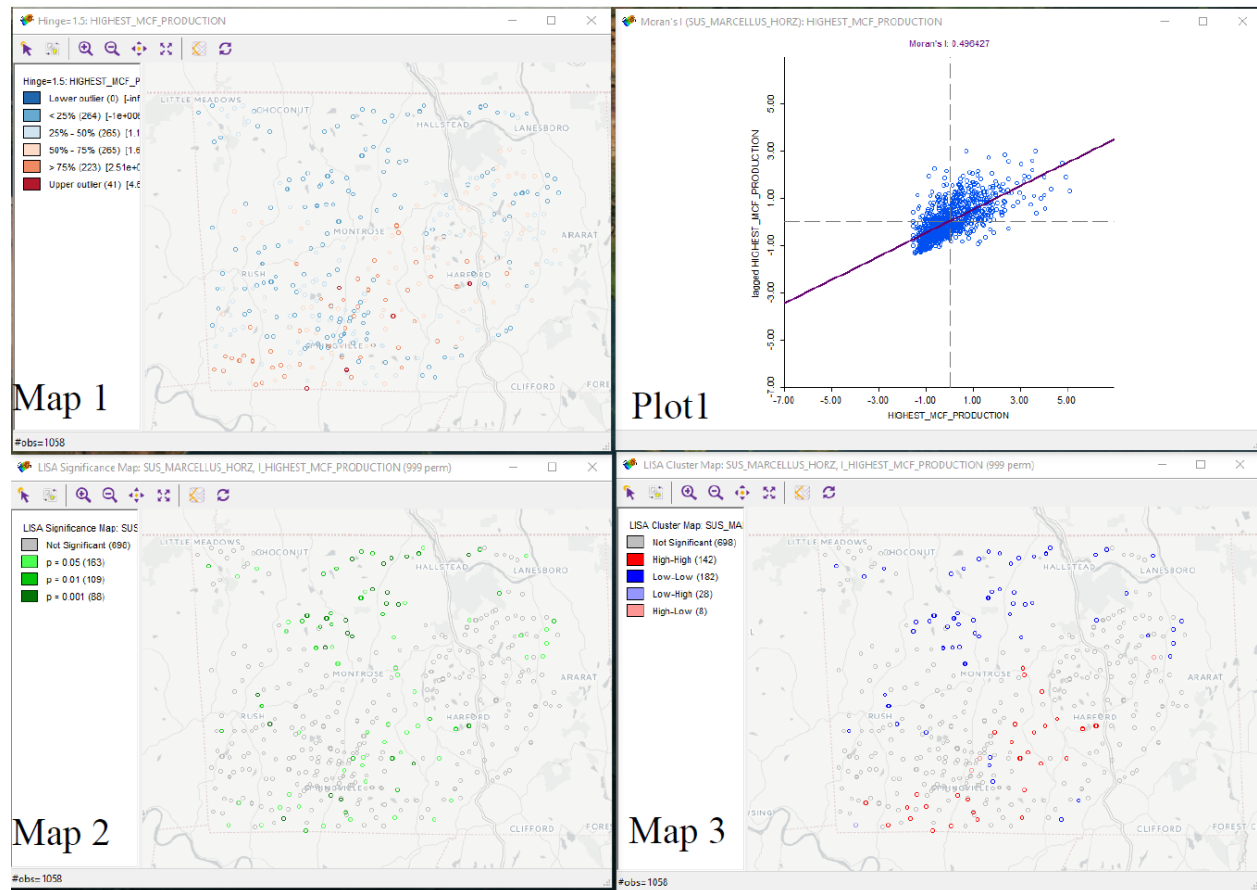 Hinge=1.5: HIGHEST_MCF_PRODUCTION
Hinge=1.5: HIGHEST_MCF_P
Lower outlier (0) [-inf
< 25% (264) [-1e+006
25% - 50% (265) [1.1
50% - 75% (265) [1.6
> 75% (223) [2.51e+0
Upper outlier (41) [4.6
LITTLE MEADOWS
CHOCONUT
HALLSTEAD
LANESBORO
MONTROSE
ARARAT
RUSH
HARFORD
CLIFFORD
FORE
Map 1
#obs=1058
Moran's I (SUS_MARCELLUS_HORZ): HIGHEST_MCF_PRODUCTION
Moran's I: 0.496427
lagged HIGHEST_MCF_PRODUCTION
5.00
3.00
1.00
-1.00
-3.00
-5.00
-7.00
-7.00 -5.00 -3.00 -1.00 1.00 3.00 5.00
HIGHEST_MCF_PRODUCTION
Plot1
LISA Significance Map: SUS_MARCELLUS_HORZ, I_HIGHEST_MCF_PRODUCTION (999 perm)
LISA Significance Map: SUS
Not Significant (698)
p = 0.05 (163)
p = 0.01 (109)
p = 0.001 (88)
LITTLE MEADOWS
CHOCONUT
HALLSTEAD
LANESBORO
MONTROSE
ARARAT
RUSH
HARFORD
CLIFFORD
FORES
Map 2
#obs=1058
LISA Cluster Map: SUS_MARCELLUS_HORZ, I_HIGHEST_MCF_PRODUCTION (999 perm)
LISA Cluster Map: SUS_MA
Not Significant (698)
High-High (142)
Low-Low (182)
Low-High (28)
High-Low (8)
LITTLE MEADOWS
CHOCONUT
HALLSTEAD
LANESBORO
MONTROSE
ARARAT
RUSH
HARFORD
USING
CLIFFORD
FOREST C
Map 3
#obs=1058